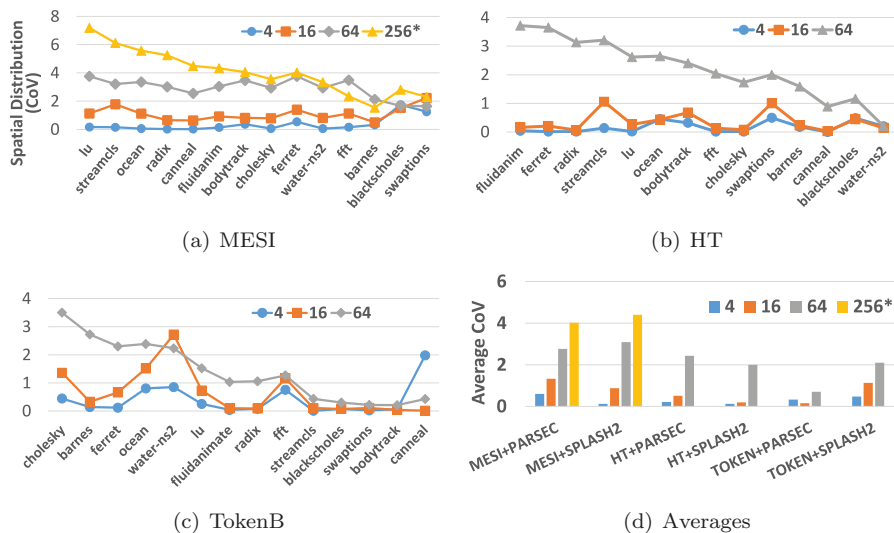 Spatial Distribution
(CoV)
8
6
4
2
0
4 16 64 256*
lu
streamcls
ocean
radix
canneal
fluidanim
bodytrack
cholesky
ferret
water-ns2
fft
barnes
blackscholes
swaptions
(a) MESI
4
3
2
1
0
4 16 64
fluidanim
ferret
radix
streamcls
lu
ocean
bodytrack
fft
cholesky
swaptions
barnes
canneal
blackscholes
water-ns2
(b) HT
4
3
2
1
0
4 16 64
cholesky
barnes
ferret
ocean
water-ns2
lu
fluidanimate
radix
fft
streamcls
blackscholes
swaptions
bodytrack
canneal
(c) TokenB
Average CoV
6
4
2
0
4 16 64 256*
MESI+PARSEC
MESI+SPLASH2
HT+PARSEC
HT+SPLASH2
TOKEN+PARSEC
TOKEN+SPLASH2
(d) Averages